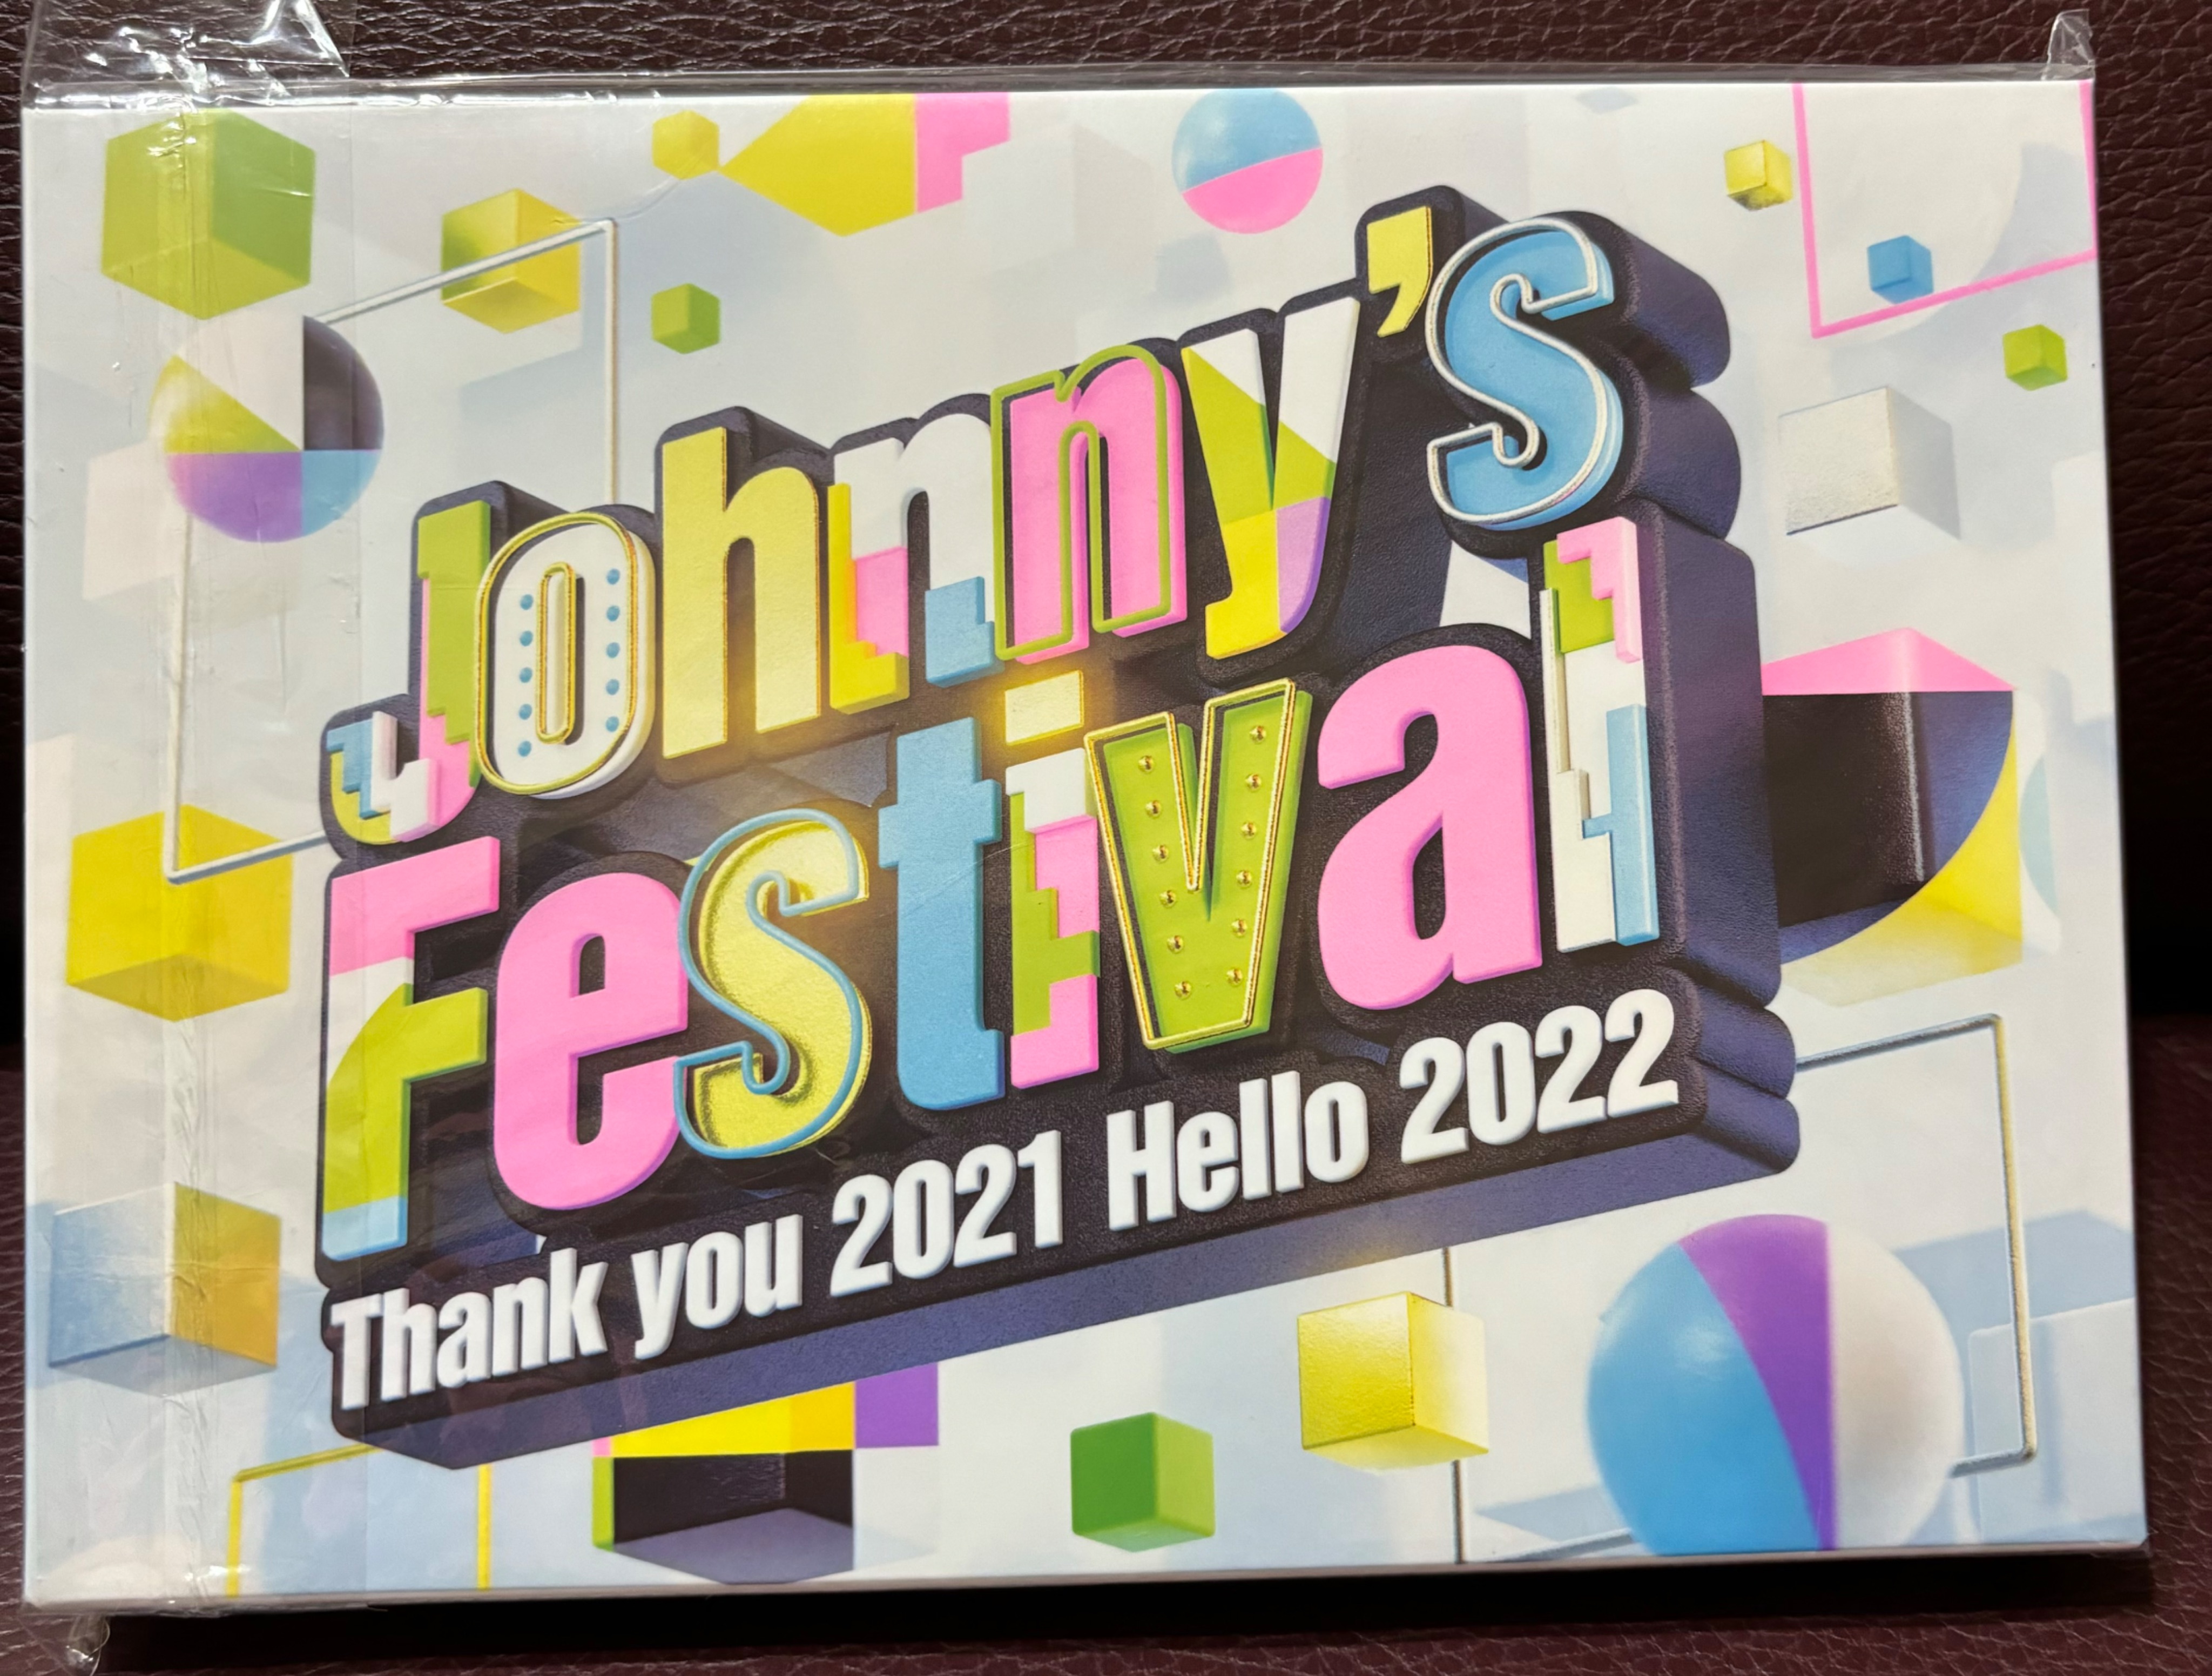 Johnny's
Festival
Thank you 2021 Hello 2022